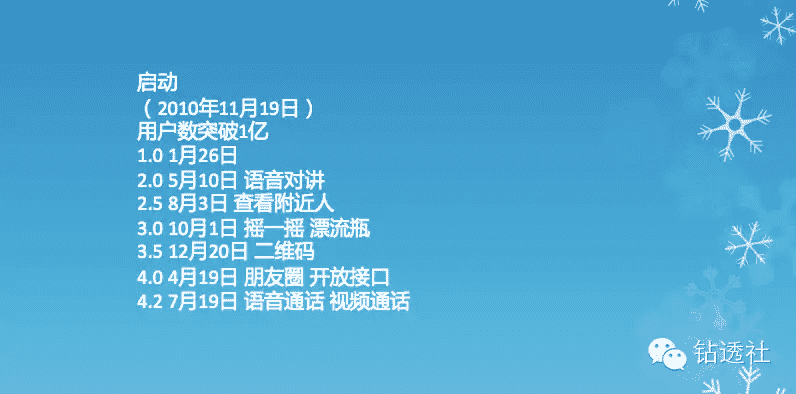 启动
（2010年11月19日）
用户数突破1亿
1.0 1月26日
2.0 5月10日 语音对讲
2.5 8月3日 查看附近人
3.0 10月1日 摇一摇 漂流瓶
3.5 12月20日 二维码
4.0 4月19日 朋友圈 开放接口
4.2 7月19日 语音通话 视频通话
钻透社